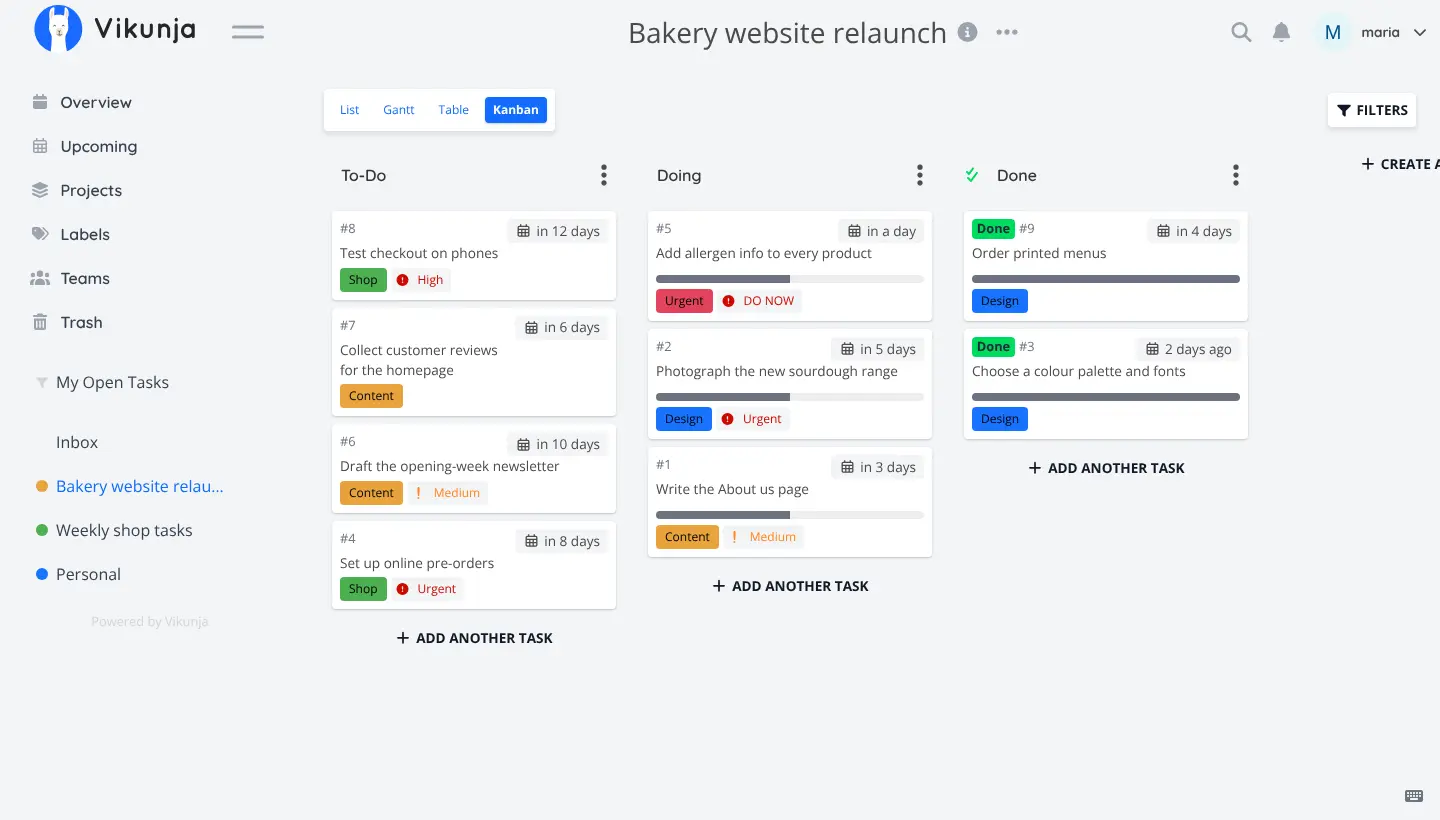 Vikunja
Bakery website relaunch
M maria
Overview
Upcoming
Projects
Labels
Teams
Trash
My Open Tasks
Inbox
Bakery website relau...
Weekly shop tasks
Personal
Powered by Vikunja
List Gantt Table Kanban
FILTERS
CREATE A
To-Do
#8 in 12 days
Test checkout on phones
Shop High
#7 in 6 days
Collect customer reviews
for the homepage
Content
#6 in 10 days
Draft the opening-week newsletter
Content Medium
#4 in 8 days
Set up online pre-orders
Shop Urgent
ADD ANOTHER TASK
Doing
#5 in a day
Add allergen info to every product
Urgent DO NOW
#2 in 5 days
Photograph the new sourdough range
Design Urgent
#1 in 3 days
Write the About us page
Content Medium
ADD ANOTHER TASK
Done
Done #9 in 4 days
Order printed menus
Design
Done #3 2 days ago
Choose a colour palette and fonts
Design
ADD ANOTHER TASK